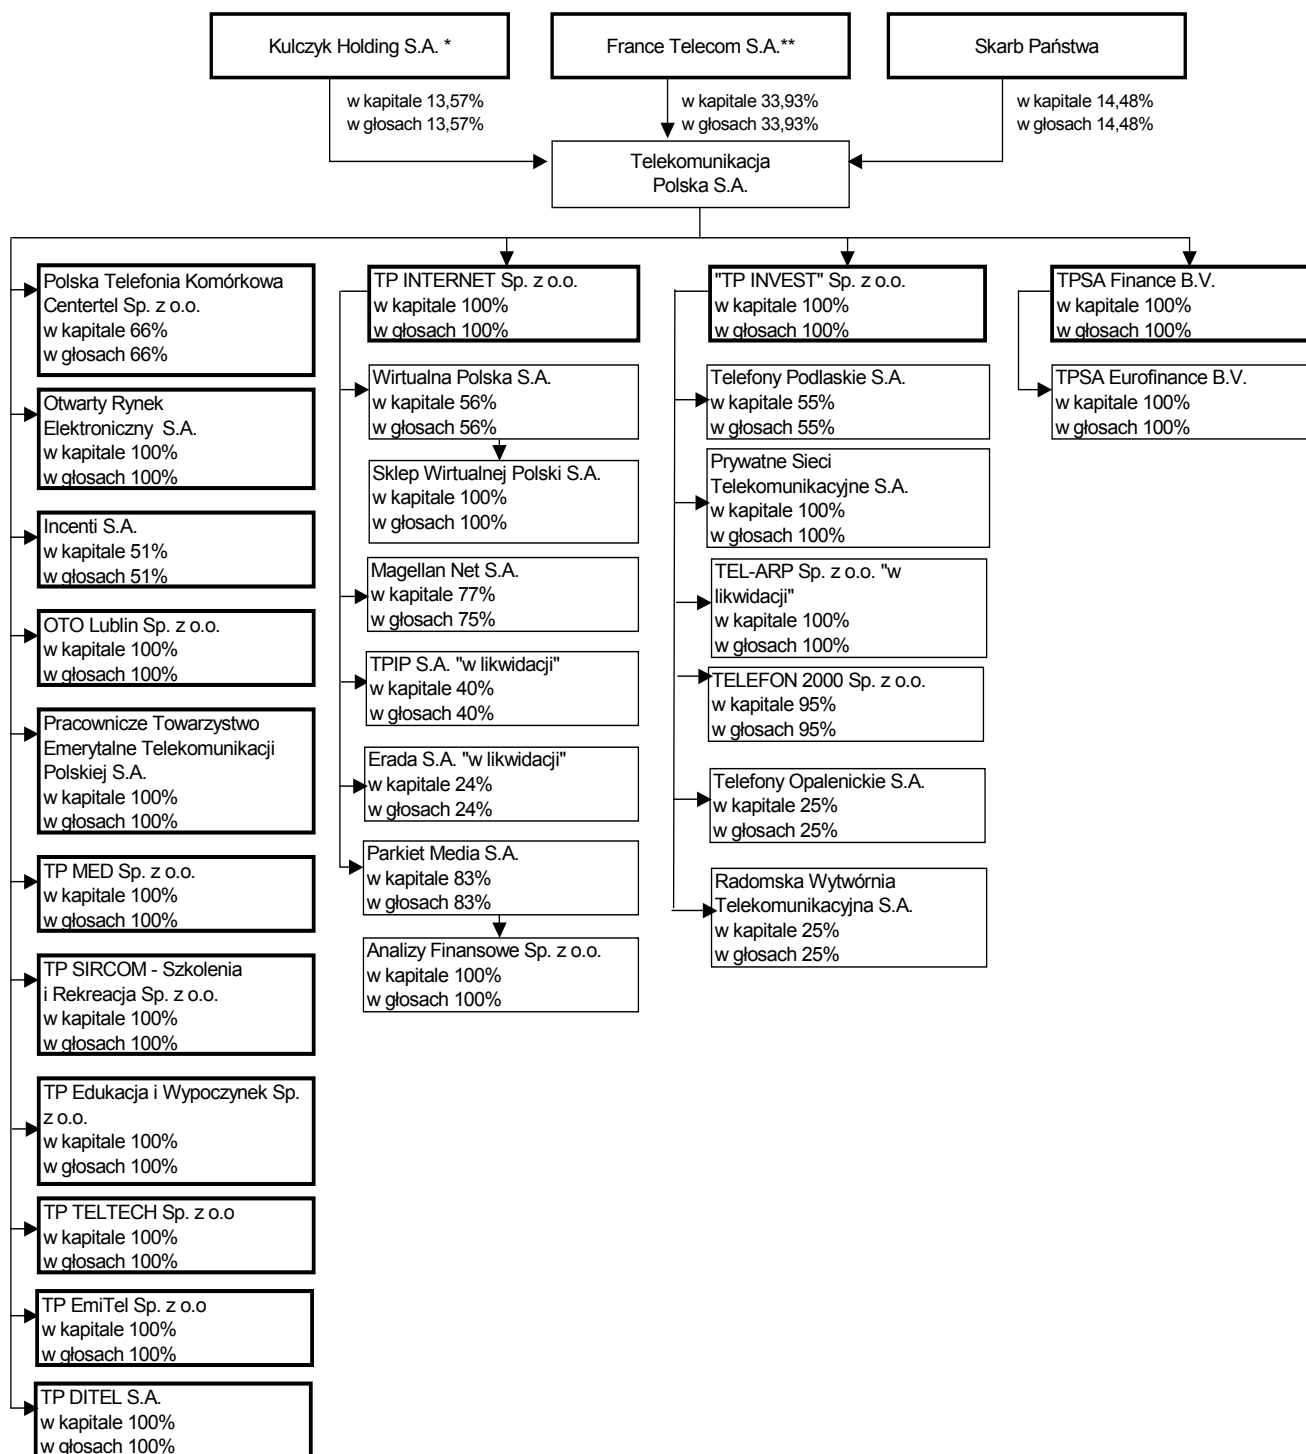 Kulczyk Holding S.A. *
France Telecom S.A.**
Skarb Państwa
w kapitale 13,57%
w głosach 13,57%
w kapitale 33,93%
w głosach 33,93%
w kapitale 14,48%
w głosach 14,48%
Telekomunikacja
Polska S.A.
Polska Telefonia Komórkowa
Centertel Sp. z o.o.
w kapitale 66%
w głosach 66%
Otwarty Rynek
Elektroniczny S.A.
w kapitale 100%
w głosach 100%
Incenti S.A.
w kapitale 51%
w głosach 51%
OTO Lublin Sp. z o.o.
w kapitale 100%
w głosach 100%
Pracownicze Towarzystwo
Emerytalne Telekomunikacji
Polskiej S.A.
w kapitale 100%
w głosach 100%
TP MED Sp. z o.o.
w kapitale 100%
w głosach 100%
TP SIRCOM - Szkolenia
i Rekreacja Sp. z o.o.
w kapitale 100%
w głosach 100%
TP Edukacja i Wypoczynek Sp.
z o.o.
w kapitale 100%
w głosach 100%
TP TELTECH Sp. z o.o
w kapitale 100%
w głosach 100%
TP EmiTel Sp. z o.o
w kapitale 100%
w głosach 100%
TP DITEL S.A.
w kapitale 100%
w głosach 100%
TP INTERNET Sp. z o.o.
w kapitale 100%
w głosach 100%
Wirtualna Polska S.A.
w kapitale 56%
w głosach 56%
Sklep Wirtualnej Polski S.A.
w kapitale 100%
w głosach 100%
Magellan Net S.A.
w kapitale 77%
w głosach 75%
TPIP S.A. "w likwidacji"
w kapitale 40%
w głosach 40%
Erada S.A. "w likwidacji"
w kapitale 24%
w głosach 24%
Parkiet Media S.A.
w kapitale 83%
w głosach 83%
Analizy Finansowe Sp. z o.o.
w kapitale 100%
w głosach 100%
"TP INVEST" Sp. z o.o.
w kapitale 100%
w głosach 100%
Telefony Podlaskie S.A.
w kapitale 55%
w głosach 55%
Prywatne Sieci
Telekomunikacyjne S.A.
w kapitale 100%
w głosach 100%
TEL-ARP Sp. z o.o. "w
likwidacji"
w kapitale 100%
w głosach 100%
TELEFON 2000 Sp. z o.o.
w kapitale 95%
w głosach 95%
Telefony Opalenickie S.A.
w kapitale 25%
w głosach 25%
Radomska Wytwórnia
Telekomunikacyjna S.A.
w kapitale 25%
w głosach 25%
TPSA Finance B.V.
w kapitale 100%
w głosach 100%
TPSA Eurofinance B.V.
w kapitale 100%
w głosach 100%